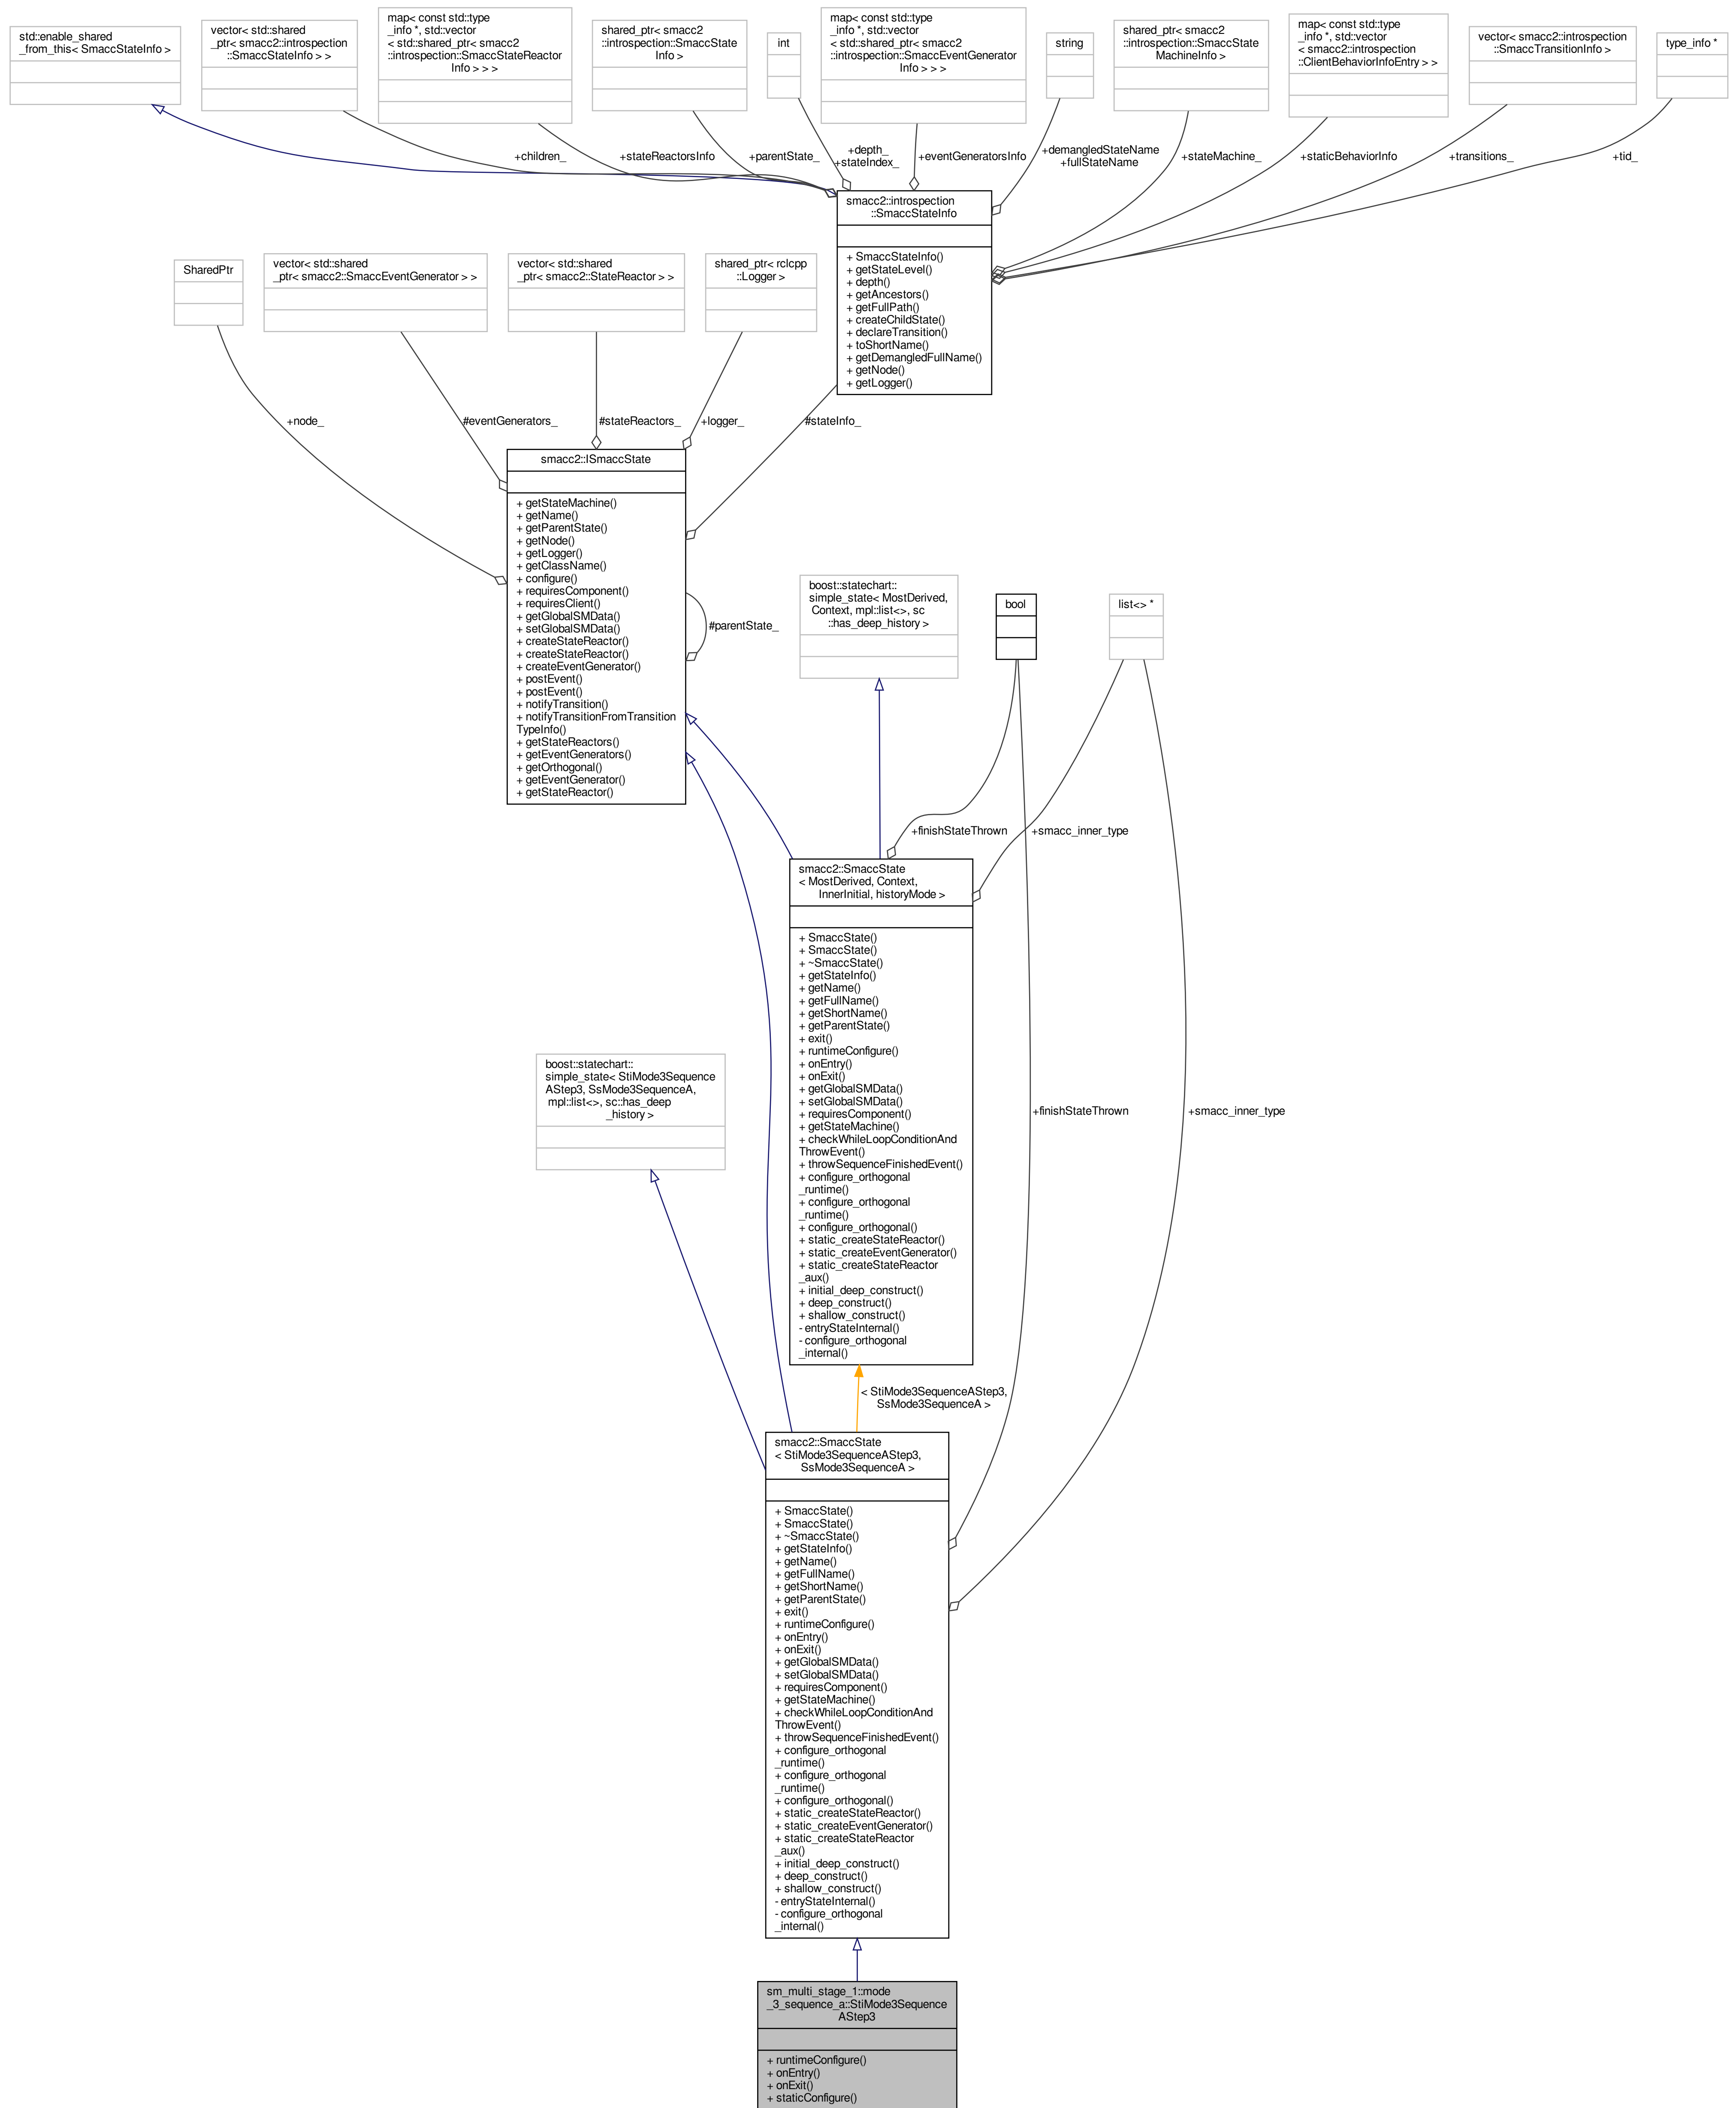 std::enable_shared
_from_this< SmaccStateInfo >
vector< std::shared
_ptr< smacc2::introspection
::SmaccStateInfo > >
map< const std::type
_info *, std::vector
< std::shared_ptr< smacc2
::introspection::SmaccStateReactor
Info > > >
shared_ptr< smacc2
::introspection::SmaccState
Info >
int
map< const std::type
_info *, std::vector
< std::shared_ptr< smacc2
::introspection::SmaccEventGenerator
Info > > >
string
shared_ptr< smacc2
::introspection::SmaccState
MachineInfo >
map< const std::type
_info *, std::vector
< smacc2::introspection
::ClientBehaviorInfoEntry > >
vector< smacc2::introspection
::SmaccTransitionInfo >
type_info *
+children_
+stateReactorsInfo
+parentState_
+depth_
+stateIndex_
+eventGeneratorsInfo
+demangledStateName
+fullStateName
+stateMachine_
+staticBehaviorInfo
+transitions_
+tid_
smacc2::introspection
::SmaccStateInfo
+ SmaccStateInfo()
+ getStateLevel()
+ depth()
+ getAncestors()
+ getFullPath()
+ createChildState()
+ declareTransition()
+ toShortName()
+ getDemangledFullName()
+ getNode()
+ getLogger()
SharedPtr
vector< std::shared
_ptr< smacc2::SmaccEventGenerator > >
vector< std::shared
_ptr< smacc2::StateReactor > >
shared_ptr< rclcpp
::Logger >
+node_
#eventGenerators_
#stateReactors_
+logger_
#stateInfo_
smacc2::ISmaccState
+ getStateMachine()
+ getName()
+ getParentState()
+ getNode()
+ getLogger()
+ getClassName()
+ configure()
+ requiresComponent()
+ requiresClient()
+ getGlobalSMData()
+ setGlobalSMData()
+ createStateReactor()
+ createStateReactor()
+ createEventGenerator()
+ postEvent()
+ postEvent()
+ notifyTransition()
+ notifyTransitionFromTransition
TypeInfo()
+ getStateReactors()
+ getEventGenerators()
+ getOrthogonal()
+ getEventGenerator()
+ getStateReactor()
#parentState_
boost::statechart::
simple_state< MostDerived,
Context, mpl::list<>, sc
::has_deep_history >
bool
list<> *
+finishStateThrown
+smacc_inner_type
smacc2::SmaccState
< MostDerived, Context,
InnerInitial, historyMode >
+ SmaccState()
+ SmaccState()
+ ~SmaccState()
+ getStateInfo()
+ getName()
+ getFullName()
+ getShortName()
+ getParentState()
+ exit()
+ runtimeConfigure()
+ onEntry()
+ onExit()
+ getGlobalSMData()
+ setGlobalSMData()
+ requiresComponent()
+ getStateMachine()
+ checkWhileLoopConditionAnd
ThrowEvent()
+ throwSequenceFinishedEvent()
+ configure_orthogonal
_runtime()
+ configure_orthogonal
_runtime()
+ configure_orthogonal()
+ static_createStateReactor()
+ static_createEventGenerator()
+ static_createStateReactor
_aux()
+ initial_deep_construct()
+ deep_construct()
+ shallow_construct()
- entryStateInternal()
- configure_orthogonal
_internal()
boost::statechart::
simple_state< StiMode3Sequence
AStep3, SsMode3SequenceA,
mpl::list<>, sc::has_deep
_history >
+finishStateThrown
+smacc_inner_type
< StiMode3SequenceAStep3,
SsMode3SequenceA >
smacc2::SmaccState
< StiMode3SequenceAStep3,
SsMode3SequenceA >
+ SmaccState()
+ SmaccState()
+ ~SmaccState()
+ getStateInfo()
+ getName()
+ getFullName()
+ getShortName()
+ getParentState()
+ exit()
+ runtimeConfigure()
+ onEntry()
+ onExit()
+ getGlobalSMData()
+ setGlobalSMData()
+ requiresComponent()
+ getStateMachine()
+ checkWhileLoopConditionAnd
ThrowEvent()
+ throwSequenceFinishedEvent()
+ configure_orthogonal
_runtime()
+ configure_orthogonal
_runtime()
+ configure_orthogonal()
+ static_createStateReactor()
+ static_createEventGenerator()
+ static_createStateReactor
_aux()
+ initial_deep_construct()
+ deep_construct()
+ shallow_construct()
- entryStateInternal()
- configure_orthogonal
_internal()
sm_multi_stage_1::mode
_3_sequence_a::StiMode3Sequence
AStep3
+ runtimeConfigure()
+ onEntry()
+ onExit()
+ staticConfigure()